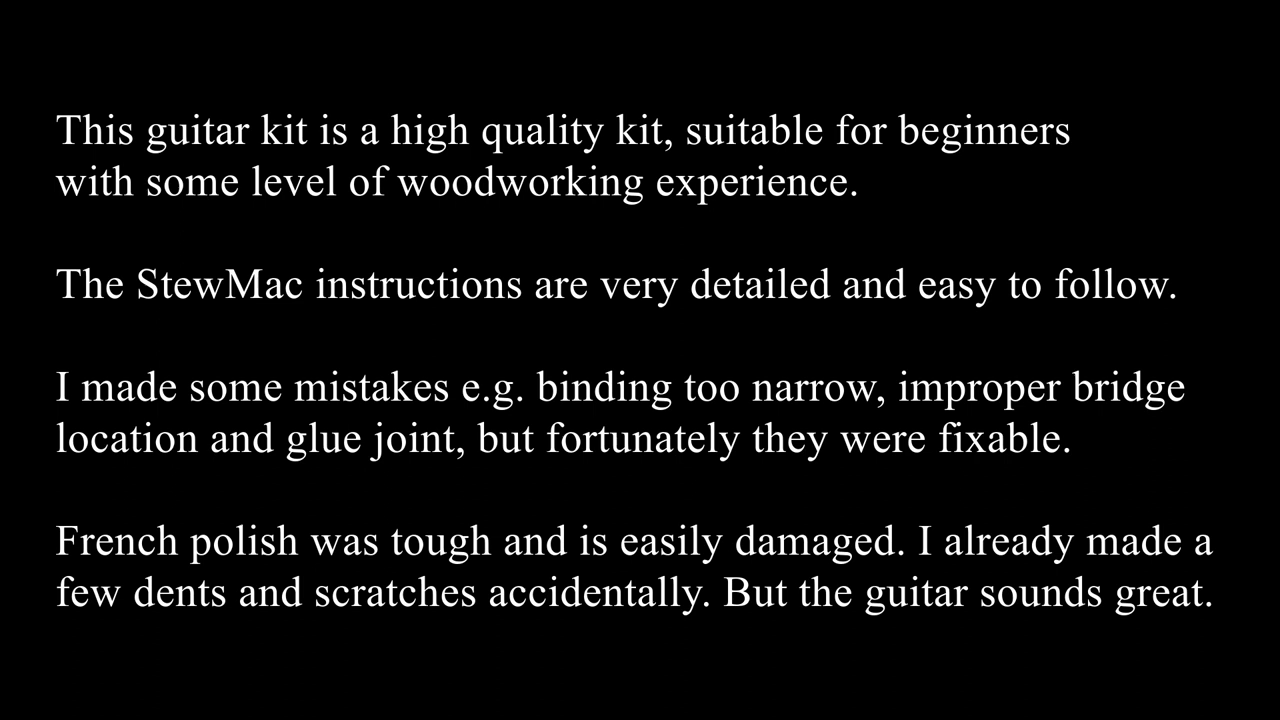 This guitar kit is a high quality kit, suitable for beginners
with some level of woodworking experience.
The StewMac instructions are very detailed and easy to follow.
I made some mistakes e.g. binding too narrow, improper bridge
location and glue joint, but fortunately they were fixable.
French polish was tough and is easily damaged. I already made a
few dents and scratches accidentally. But the guitar sounds great.